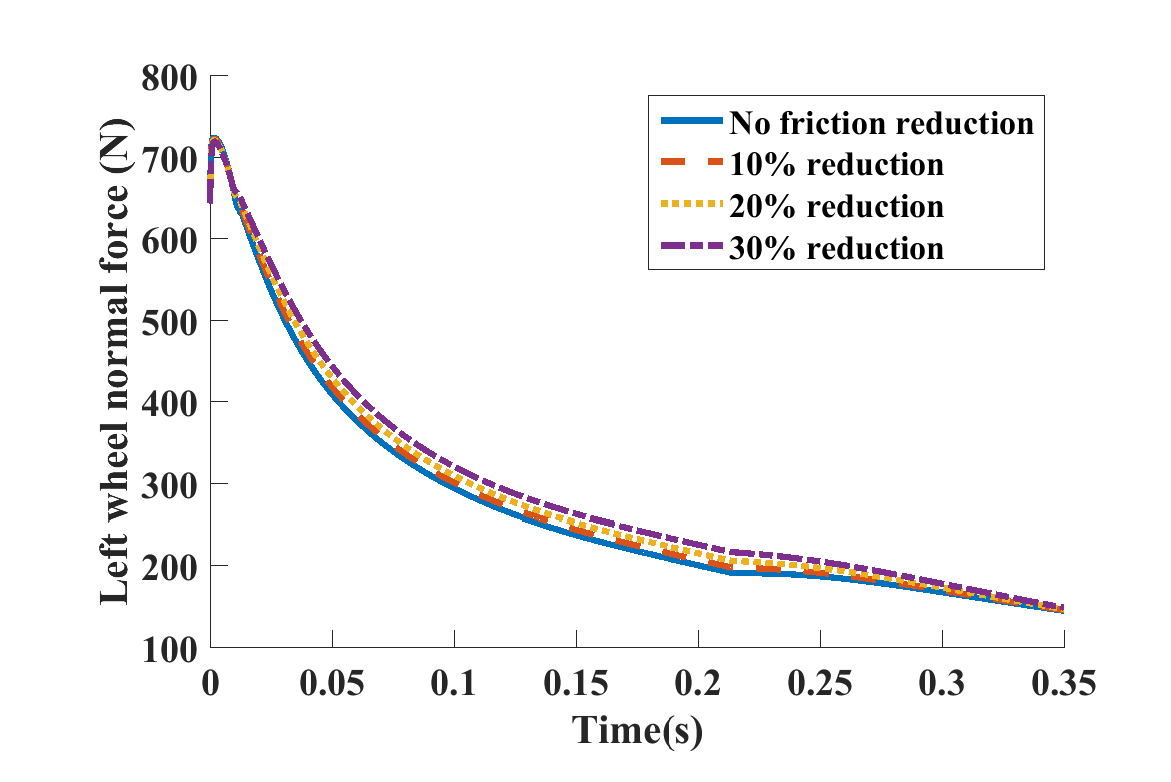 800
700
600
500
400
300
200
100
Left wheel normal force (N)
No friction reduction
10% reduction
20% reduction
30% reduction
0 0.05 0.1 0.15 0.2 0.25 0.3 0.35
Time(s)